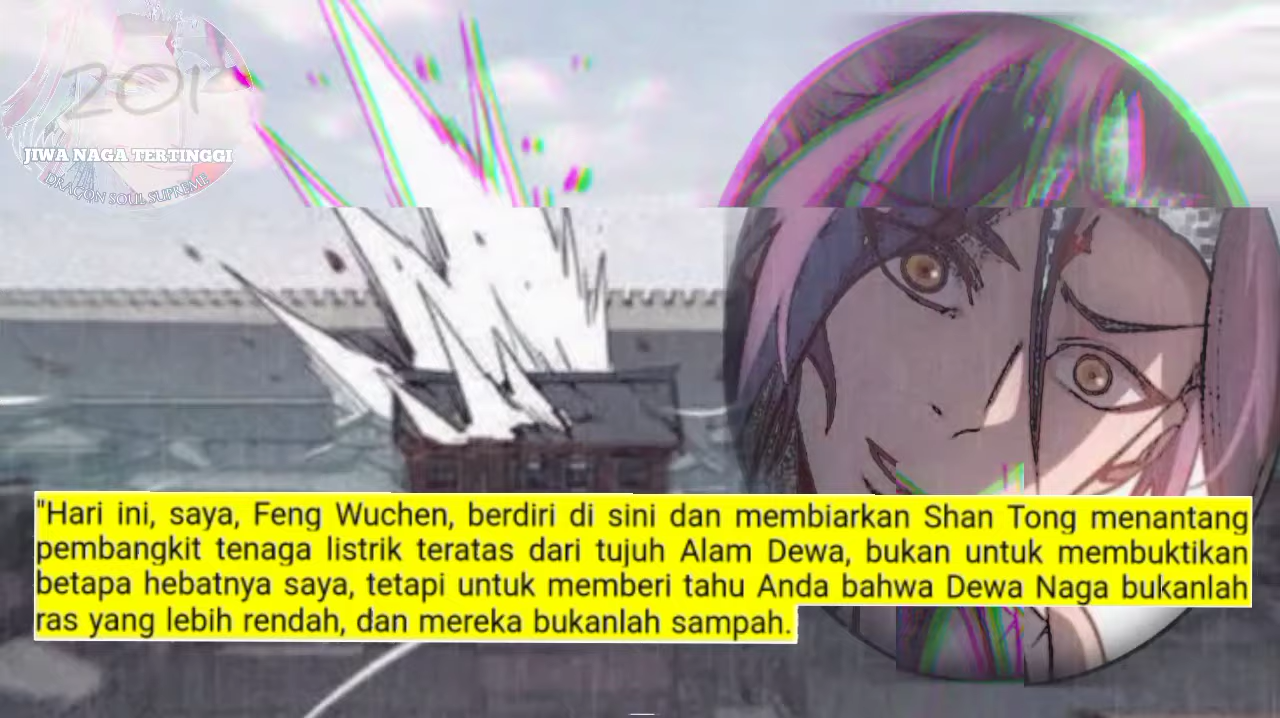 201
JIWA NAGA TERTINGGI
DRAGON SOUL SUPREME
"Hari ini, saya, Feng Wuchen, berdiri di sini dan membiarkan Shan Tong menantang
pembangkit tenaga listrik teratas dari tujuh Alam Dewa, bukan untuk membuktikan
betapa hebatnya saya, tetapi untuk memberi tahu Anda bahwa Dewa Naga bukanlah
ras yang lebih rendah, dan mereka bukanlah sampah.